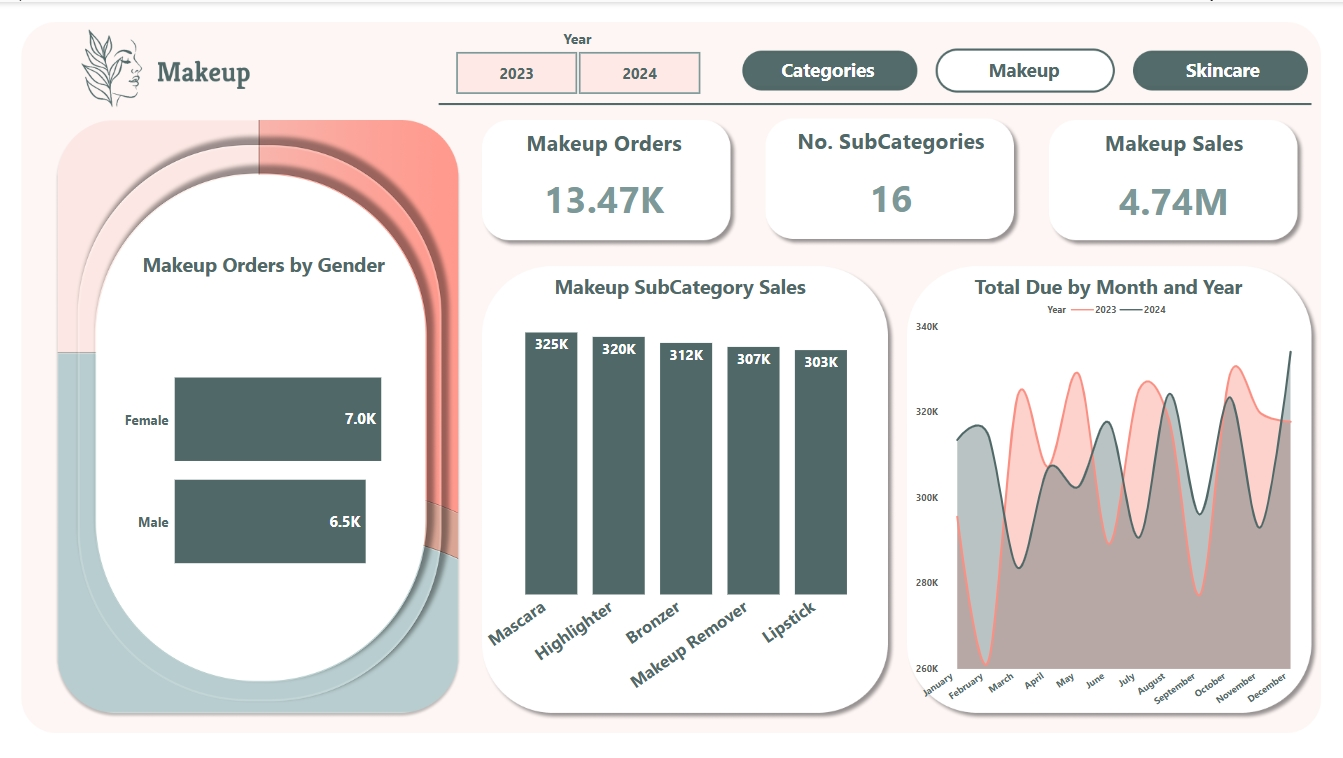 Makeup
Year
2023 2024
Categories Makeup Skincare
Makeup Orders
13.47K
No. SubCategories
16
Makeup Sales
4.74M
Makeup Orders by Gender
Female 7.0K
Male 6.5K
Makeup SubCategory Sales
325K 320K 312K 307K 303K
Mascara Highlighter Bronzer Makeup Remover Lipstick
Total Due by Month and Year
Year 2023 2024
340K
320K
300K
280K
260K
January February March April May June July August September October November December